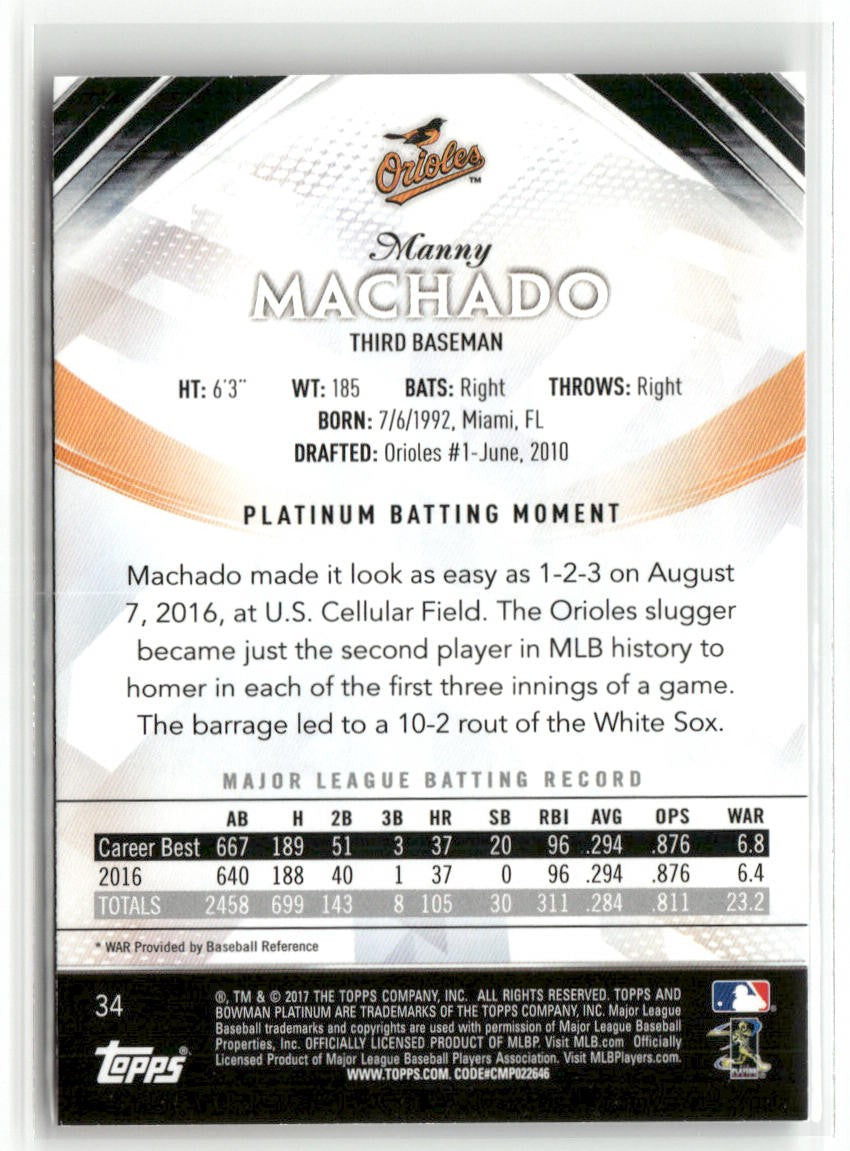 Orioles™
Manny
MACHADO
THIRD BASEMAN
HT: 6'3" WT: 185 BATS: Right THROWS: Right
BORN: 7/6/1992, Miami, FL
DRAFTED: Orioles #1-June, 2010
PLATINUM BATTING MOMENT
Machado made it look as easy as 1-2-3 on August
7, 2016, at U.S. Cellular Field. The Orioles slugger
became just the second player in MLB history to
homer in each of the first three innings of a game.
The barrage led to a 10-2 rout of the White Sox.
MAJOR LEAGUE BATTING RECORD
AB H 2B 3B HR SB RBI AVG OPS WAR
Career Best 667 189 51 3 37 20 96 .294 .876 6.8
2016 640 188 40 1 37 0 96 .294 .876 6.4
TOTALS 2458 699 143 8 105 30 311 .284 .811 23.2
* WAR Provided by Baseball Reference
34
®, TM & © 2017 THE TOPPS COMPANY, INC. ALL RIGHTS RESERVED. TOPPS AND
BOWMAN PLATINUM ARE TRADEMARKS OF THE TOPPS COMPANY, INC. Major League
Baseball trademarks and copyrights are used with permission of Major League Baseball
Properties, Inc. OFFICIALLY LICENSED PRODUCT OF MLBP. Visit MLB.com Officially
Licensed Product of Major League Baseball Players Association. Visit MLBPlayers.com.
WWW.TOPPS.COM. CODE#CMP022646
topps®
PLAYERS